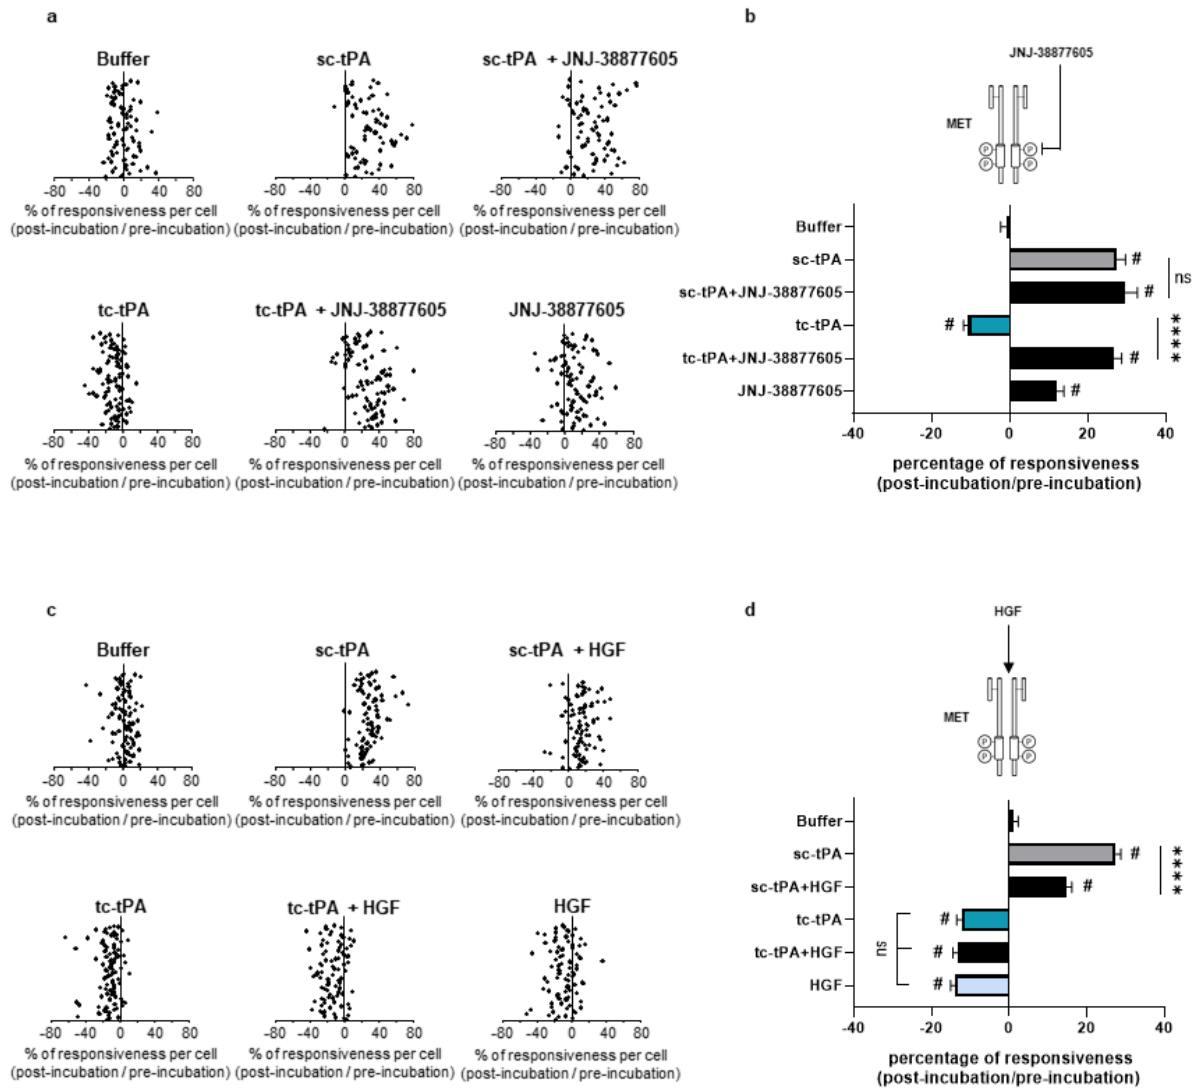 a
Buffer
sc-tPA
sc-tPA + JNJ-38877605
-80 -40 0 40 80
-80 -40 0 40 80
-80 -40 0 40 80
% of responsiveness per cell
(post-incubation / pre-incubation)
% of responsiveness per cell
(post-incubation / pre-incubation)
% of responsiveness per cell
(post-incubation / pre-incubation)
tc-tPA
tc-tPA + JNJ-38877605
JNJ-38877605
-80 -40 0 40 80
-80 -40 0 40 80
-80 -40 0 40 80
% of responsiveness per cell
(post-incubation / pre-incubation)
% of responsiveness per cell
(post-incubation / pre-incubation)
% of responsiveness per cell
(post-incubation / pre-incubation)
b
JNJ-38877605
MET
P P
P P
Buffer
sc-tPA #
sc-tPA+JNJ-38877605 #
ns
tc-tPA #
tc-tPA+JNJ-38877605 #
****
JNJ-38877605 #
-40 -20 0 20 40
percentage of responsiveness
(post-incubation/pre-incubation)
c
Buffer
sc-tPA
sc-tPA + HGF
-80 -40 0 40 80
-80 -40 0 40 80
-80 -40 0 40 80
% of responsiveness per cell
(post-incubation / pre-incubation)
% of responsiveness per cell
(post-incubation / pre-incubation)
% of responsiveness per cell
(post-incubation / pre-incubation)
tc-tPA
tc-tPA + HGF
HGF
-80 -40 0 40 80
-80 -40 0 40 80
-80 -40 0 40 80
% of responsiveness per cell
(post-incubation / pre-incubation)
% of responsiveness per cell
(post-incubation / pre-incubation)
% of responsiveness per cell
(post-incubation / pre-incubation)
d
HGF
MET
P P
P P
Buffer
sc-tPA #
sc-tPA+HGF #
****
tc-tPA #
tc-tPA+HGF #
HGF #
ns
-40 -20 0 20 40
percentage of responsiveness
(post-incubation/pre-incubation)